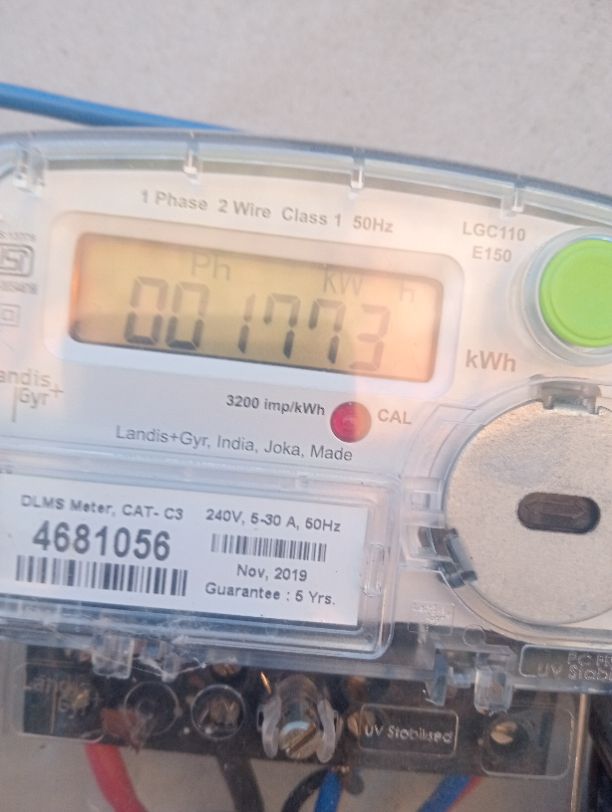 1 Phase 2 Wire Class 1 50Hz
LGC110
E150
Ph kW h
001773
kWh
andis
Gyr+
3200 imp/kWh
CAL
Landis+Gyr, India, Joka, Made
DLMS Meter, CAT- C3
4681056
240V, 5-30 A, 50Hz
Nov, 2019
Guarantee : 5 Yrs.
UV Stabilised